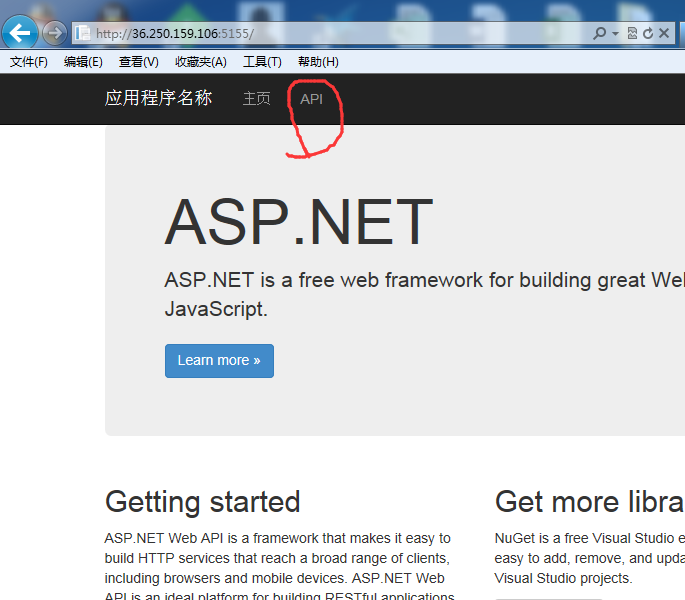 http://36.250.159.106:5155/
文件(F) 编辑(E) 查看(V) 收藏夹(A) 工具(T) 帮助(H)
应用程序名称 主页 API
ASP.NET
ASP.NET is a free web framework for building great Wel
JavaScript.
Learn more »
Getting started
ASP.NET Web API is a framework that makes it easy to
build HTTP services that reach a broad range of clients,
including browsers and mobile devices. ASP.NET Web
API is an ideal platform for building RESTful applications
Get more libra
NuGet is a free Visual Studio e
easy to add, remove, and upda
Visual Studio projects.